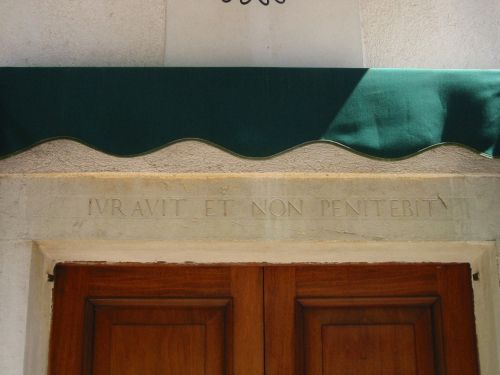 IVRAVIT ET NON PENITEBIT